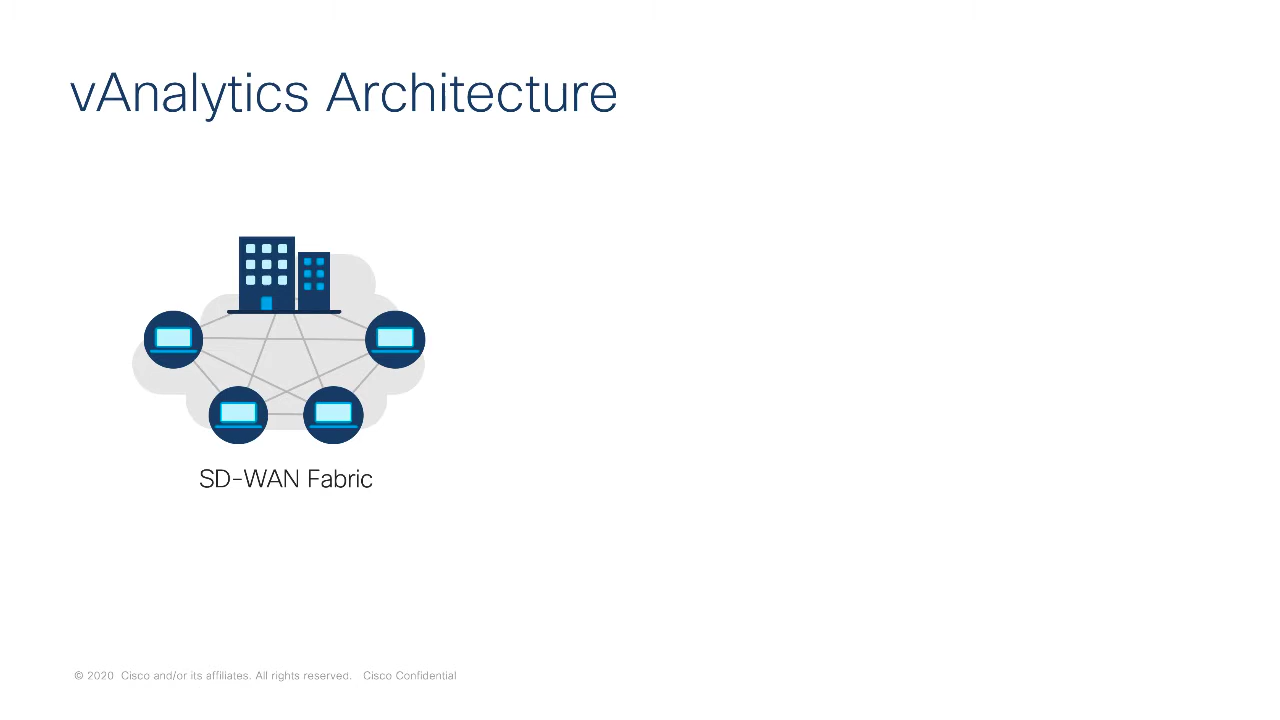 vAnalytics Architecture
SD-WAN Fabric
© 2020 Cisco and/or its affiliates. All rights reserved. Cisco Confidential